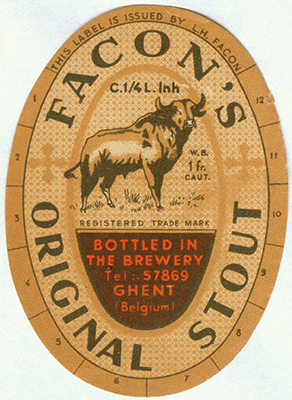 THIS LABEL IS ISSUED BY L.H. FACON
FACON'S
C.1/4 L. Inh
W.B.
1 fr.
CAUT.
REGISTERED TRADE MARK
BOTTLED IN
THE BREWERY
Tel:-57869
GHENT
(Belgium)
ORIGINAL STOUT
1
2
3
4
5
6
7
8
9
10
11
12